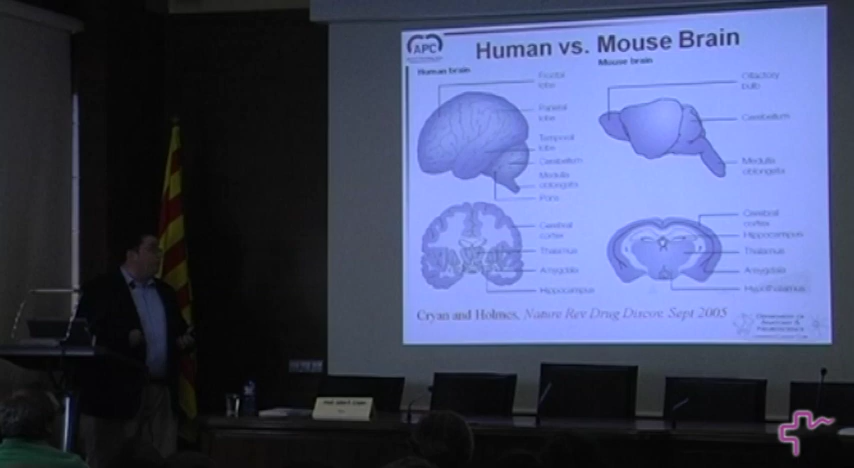 APC
Human vs. Mouse Brain
Human brain
Mouse brain
Frontal
lobe
Parietal
lobe
Temporal
lobe
Cerebellum
Medulla
oblongata
Pons
Olfactory
bulb
Cerebellum
Medulla
oblongata
Cerebral
cortex
Thalamus
Amygdala
Hippocampus
Cerebral
cortex
Hippocampus
Thalamus
Amygdala
Hypothalamus
Cryan and Holmes, Nature Rev Drug Discov. Sept 2005